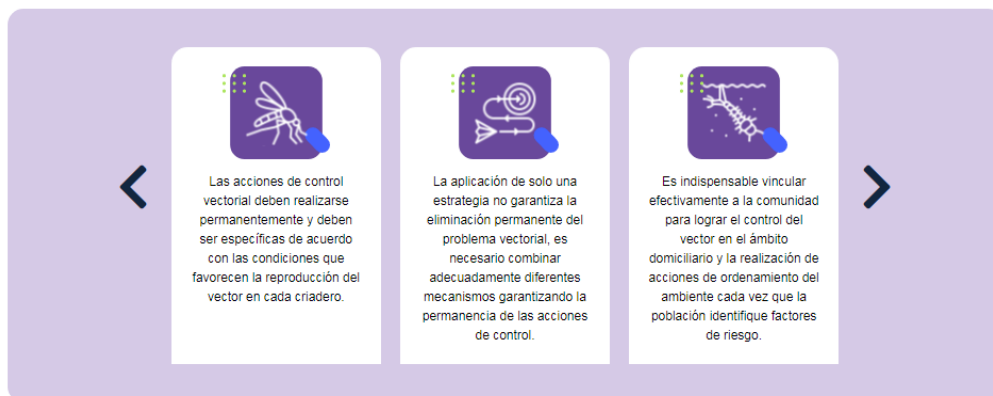 Las acciones de control
vectorial deben realizarse
permanentemente y deben
ser específicas de acuerdo
con las condiciones que
favorecen la reproducción del
vector en cada criadero.
La aplicación de solo una
estrategia no garantiza la
eliminación permanente del
problema vectorial, es
necesario combinar
adecuadamente diferentes
mecanismos garantizando la
permanencia de las acciones
de control.
Es indispensable vincular
efectivamente a la comunidad
para lograr el control del
vector en el ámbito
domiciliario y la realización de
acciones de ordenamiento del
ambiente cada vez que la
población identifique factores
de riesgo.